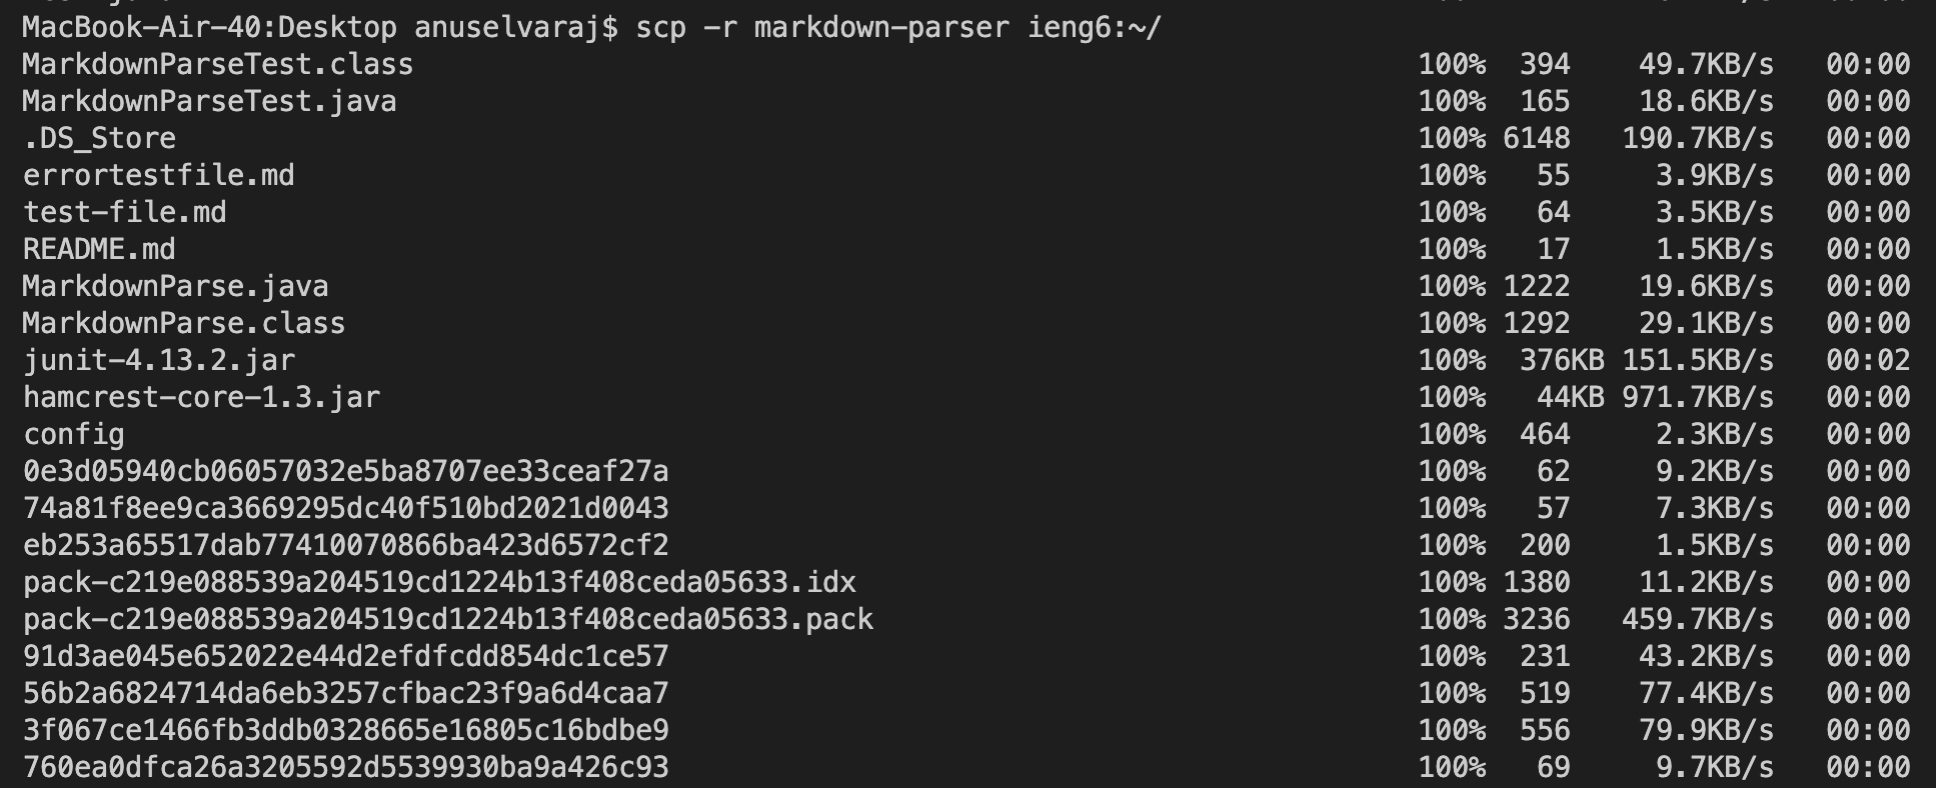 MacBook-Air-40:Desktop anuselvaraj$ scp -r markdown-parser ieng6:~/
MarkdownParseTest.class 100% 394 49.7KB/s 00:00
MarkdownParseTest.java 100% 165 18.6KB/s 00:00
.DS_Store 100% 6148 190.7KB/s 00:00
errortestfile.md 100% 55 3.9KB/s 00:00
test-file.md 100% 64 3.5KB/s 00:00
README.md 100% 17 1.5KB/s 00:00
MarkdownParse.java 100% 1222 19.6KB/s 00:00
MarkdownParse.class 100% 1292 29.1KB/s 00:00
junit-4.13.2.jar 100% 376KB 151.5KB/s 00:02
hamcrest-core-1.3.jar 100% 44KB 971.7KB/s 00:00
config 100% 464 2.3KB/s 00:00
0e3d05940cb06057032e5ba8707ee33ceaf27a 100% 62 9.2KB/s 00:00
74a81f8ee9ca3669295dc40f510bd2021d0043 100% 57 7.3KB/s 00:00
eb253a65517dab77410070866ba423d6572cf2 100% 200 1.5KB/s 00:00
pack-c219e088539a204519cd1224b13f408ceda05633.idx 100% 1380 11.2KB/s 00:00
pack-c219e088539a204519cd1224b13f408ceda05633.pack 100% 3236 459.7KB/s 00:00
91d3ae045e652022e44d2efdfcdd854dc1ce57 100% 231 43.2KB/s 00:00
56b2a6824714da6eb3257cfbac23f9a6d4caa7 100% 519 77.4KB/s 00:00
3f067ce1466fb3ddb0328665e16805c16bdbe9 100% 556 79.9KB/s 00:00
760ea0dfca26a3205592d5539930ba9a426c93 100% 69 9.7KB/s 00:00